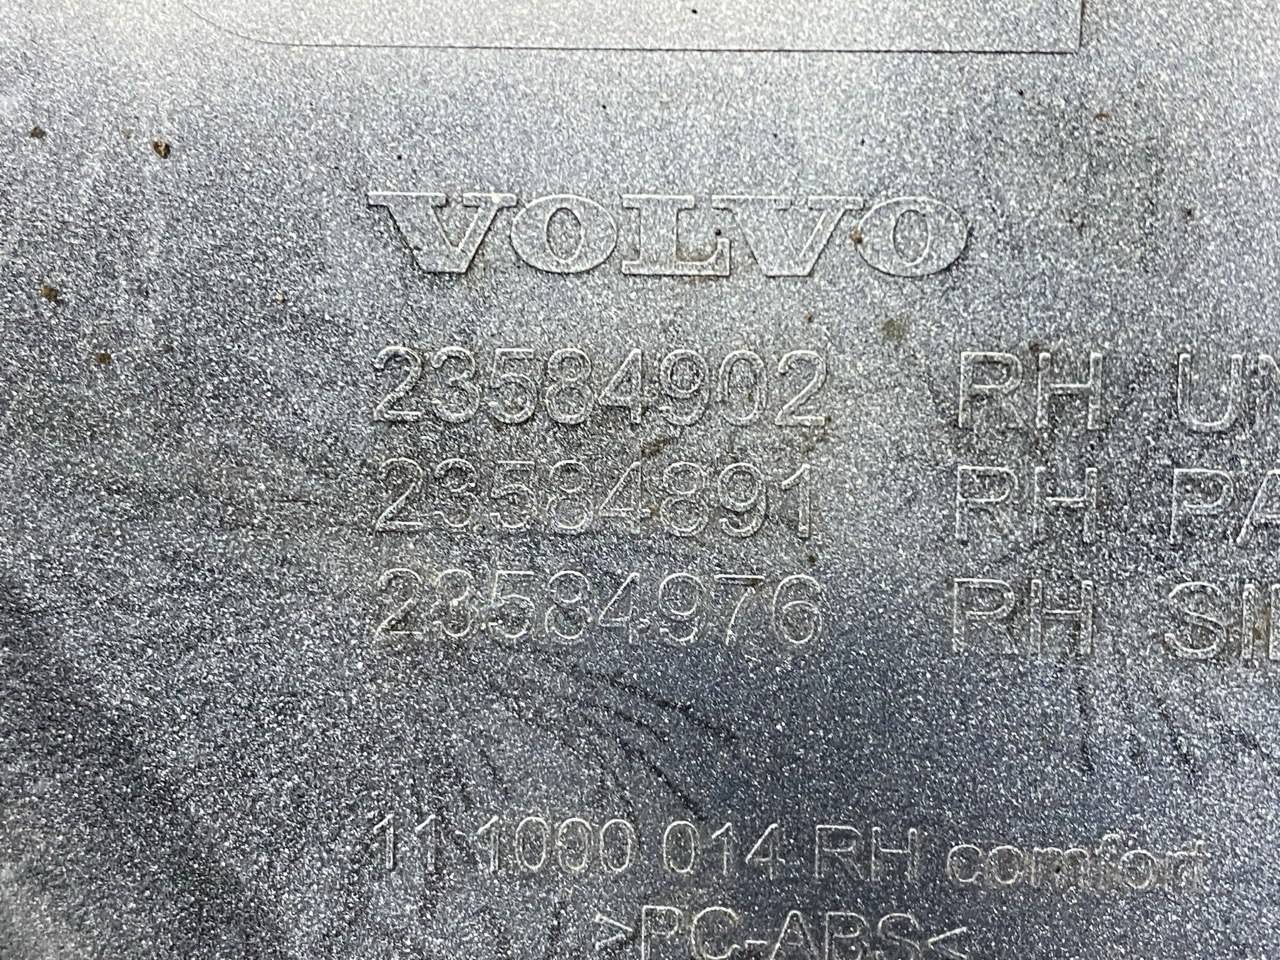 VOLVO
23584902 RH
23584891 RH
23584976 RH
11 1000 014 RH comfort
>PC-ABS<